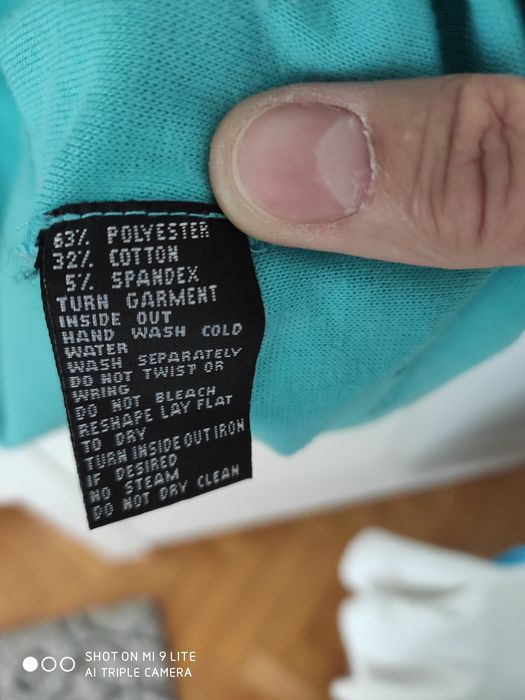 63% POLYESTER
32% COTTON
5% SPANDEX
TURN GARMENT
INSIDE OUT
HAND WASH COLD
WATER
WASH SEPARATELY
DO NOT TWIST OR
WRING
DO NOT BLEACH
RESHAPE LAY FLAT
TO DRY
TURN INSIDE OUT IRON
IF DESIRED
NO STEAM
DO NOT DRY CLEAN
SHOT ON MI 9 LITE
AI TRIPLE CAMERA